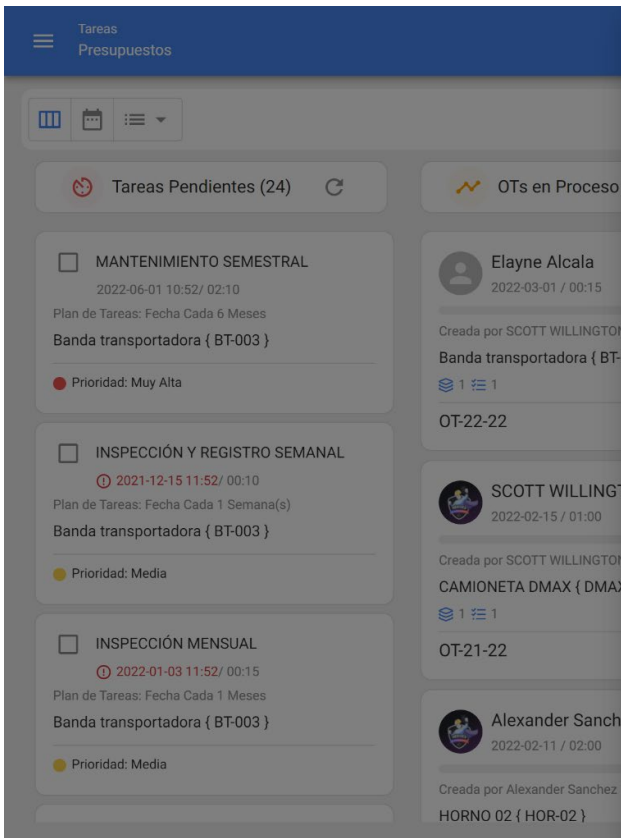 Tareas
Presupuestos
Tareas Pendientes (24)
MANTENIMIENTO SEMESTRAL
2022-06-01 10:52/ 02:10
Plan de Tareas: Fecha Cada 6 Meses
Banda transportadora { BT-003 }
Prioridad: Muy Alta
INSPECCIÓN Y REGISTRO SEMANAL
2021-12-15 11:52/ 00:10
Plan de Tareas: Fecha Cada 1 Semana(s)
Banda transportadora { BT-003 }
Prioridad: Media
INSPECCIÓN MENSUAL
2022-01-03 11:52/ 00:15
Plan de Tareas: Fecha Cada 1 Meses
Banda transportadora { BT-003 }
Prioridad: Media
OTs en Proceso
Elayne Alcala
2022-03-01 / 00:15
Creada por SCOTT WILLINGTON
Banda transportadora { BT-
1 1
OT-22-22
SCOTT WILLINGT
2022-02-15 / 01:00
Creada por SCOTT WILLINGTON
CAMIONETA DMAX { DMAX
1 1
OT-21-22
Alexander Sanch
2022-02-11 / 02:00
Creada por Alexander Sanchez
HORNO 02 { HOR-02 }